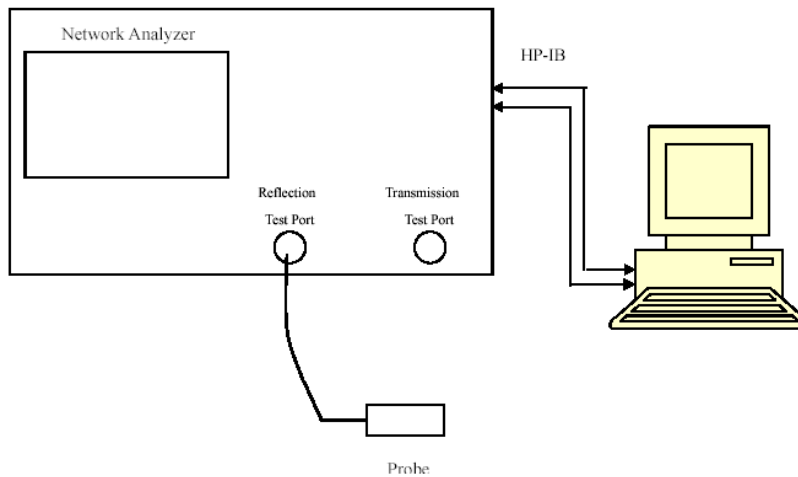 Network Analyzer
HP-IB
Reflection
Test Port
Transmission
Test Port
Probe